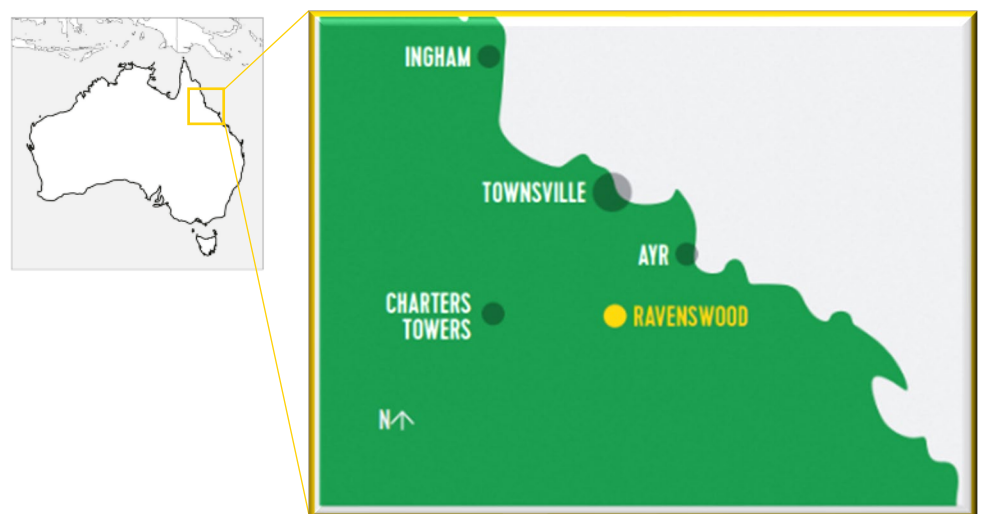 INGHAM
TOWNSVILLE
AYR
CHARTERS
TOWERS
RAVENSWOOD
N